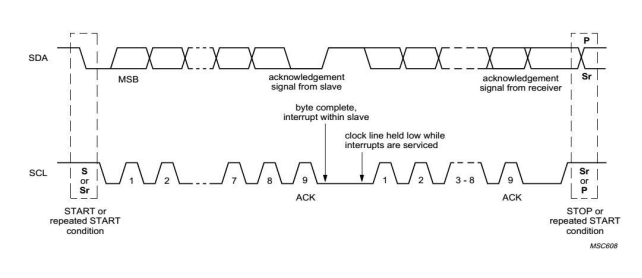 P
SDA
MSB
acknowledgement
signal from slave
acknowledgement
signal from receiver
Sr
byte complete,
interrupt within slave
clock line held low while
interrupts are serviced
SCL
S
or
Sr
1
2
7
8
9
1
2
3 - 8
9
Sr
or
P
ACK
ACK
START or
repeated START
condition
STOP or
repeated START
condition
MSC608